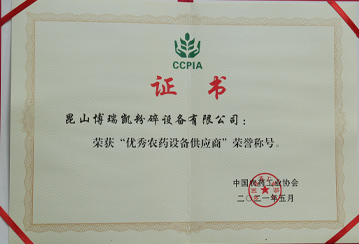 CCPIA
证书
昆山博瑞凯粉碎设备有限公司：
荣获“优秀农药设备供应商”荣誉称号。
中国农药工业协会
二〇二一年五月